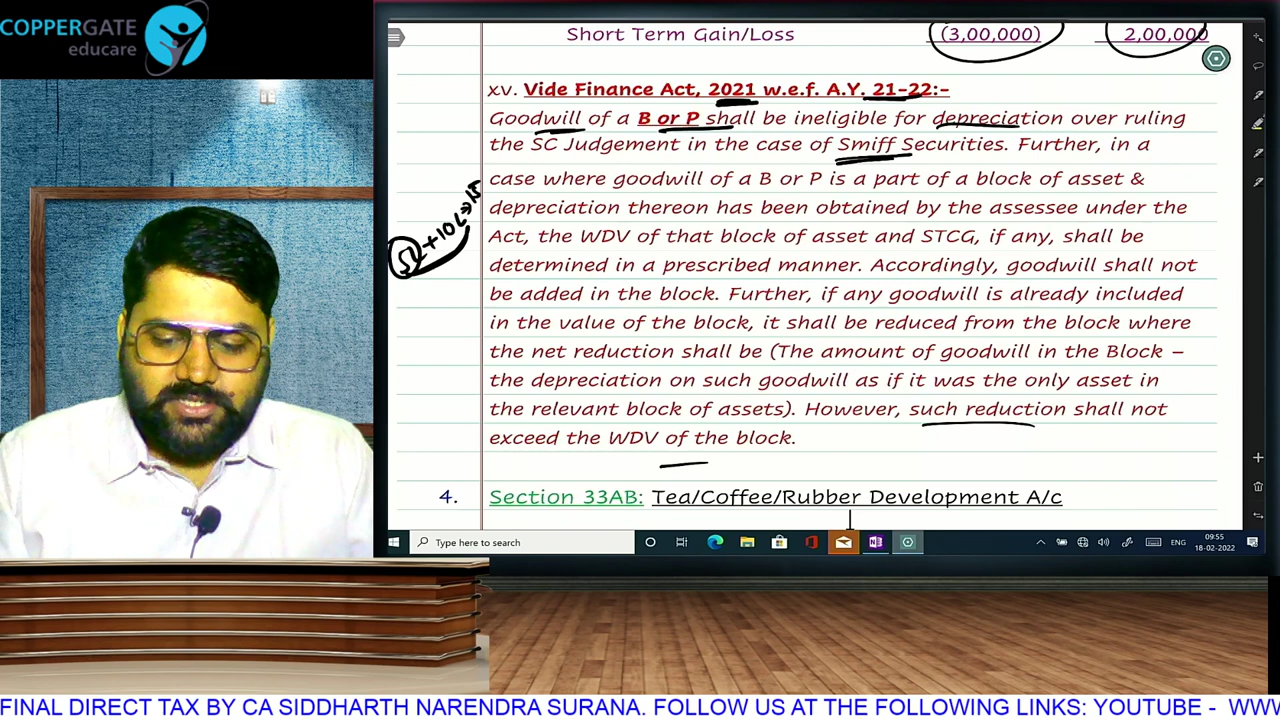 COPPERGATE
educare
Short Term Gain/Loss (3,00,000) 2,00,000
xv. Vide Finance Act, 2021 w.e.f. A.Y. 21-22:-
Goodwill of a B or P shall be ineligible for depreciation over ruling
the SC Judgement in the case of Smiff Securities. Further, in a
case where goodwill of a B or P is a part of a block of asset &
depreciation thereon has been obtained by the assessee under the
Act, the WDV of that block of asset and STCG, if any, shall be
determined in a prescribed manner. Accordingly, goodwill shall not
be added in the block. Further, if any goodwill is already included
in the value of the block, it shall be reduced from the block where
the net reduction shall be (The amount of goodwill in the Block –
the depreciation on such goodwill as if it was the only asset in
the relevant block of assets). However, such reduction shall not
exceed the WDV of the block.
4. Section 33AB: Tea/Coffee/Rubber Development A/c
Type here to search
ENG
09:55
18-02-2022
FINAL DIRECT TAX BY CA SIDDHARTH NARENDRA SURANA. FOLLOW US AT THE FOLLOWING LINKS: YOUTUBE - WWW